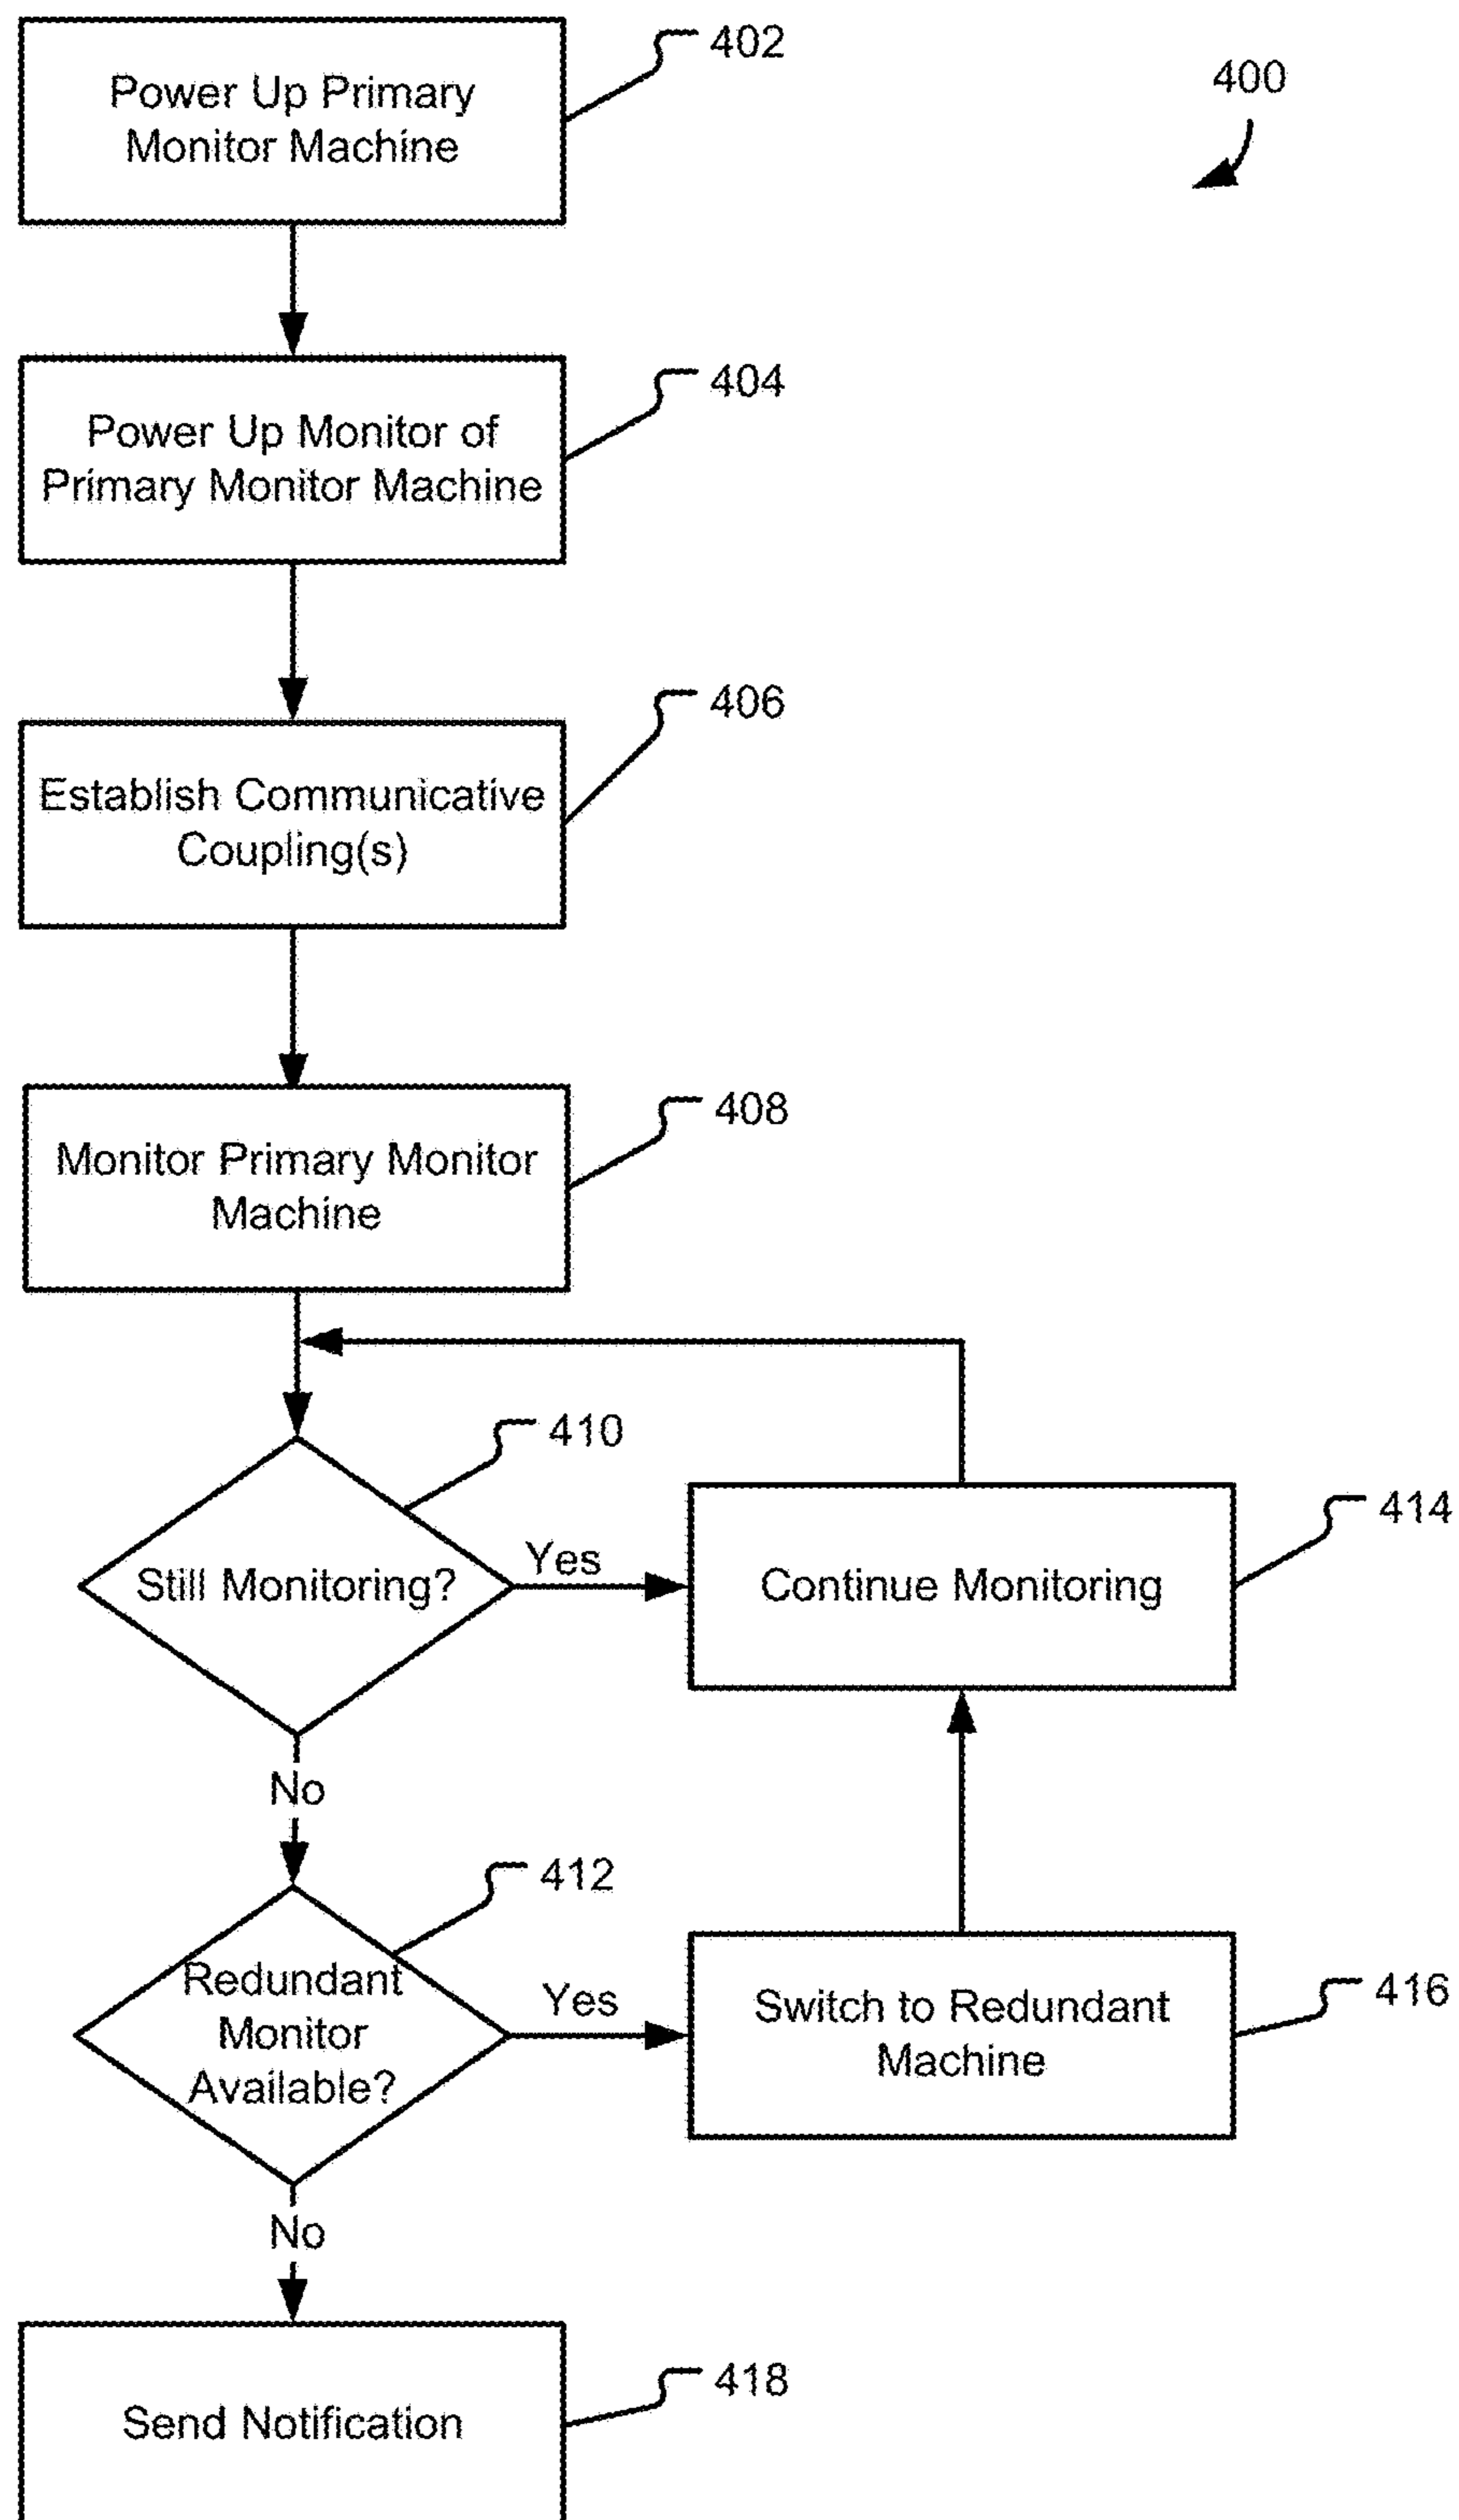 402
400
Power Up Primary
Monitor Machine
404
Power Up Monitor of
Primary Monitor Machine
406
Establish Communicative
Coupling(s)
408
Monitor Primary Monitor
Machine
410
414
Yes
Still Monitoring?
Continue Monitoring
No
412
Redundant
Monitor
Available?
Yes
416
Switch to Redundant
Machine
No
418
Send Notification